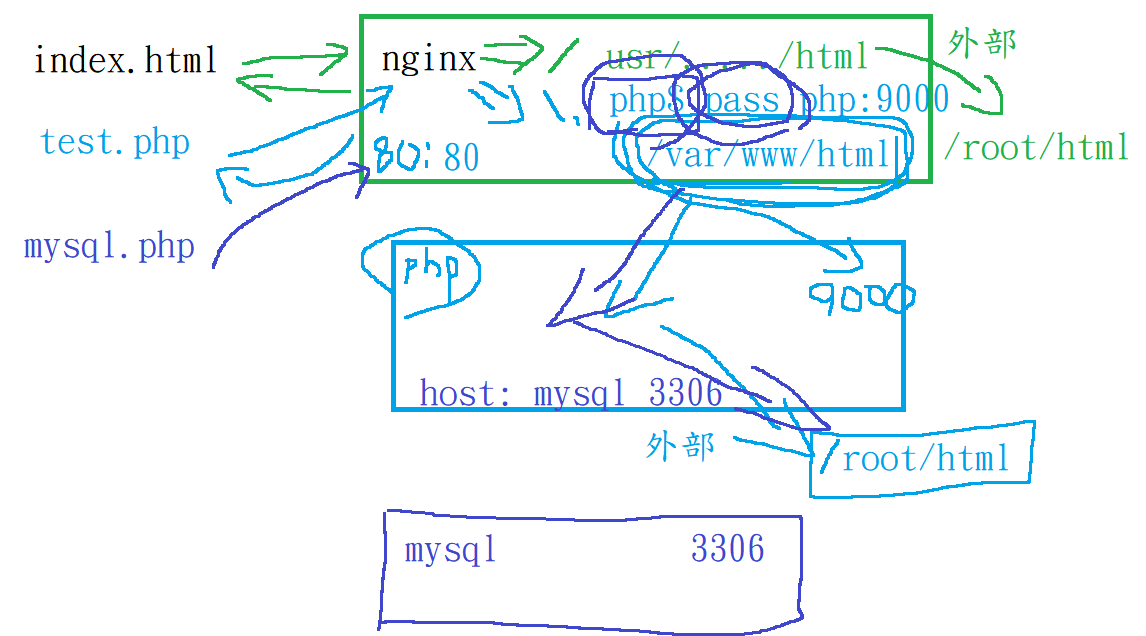 index.html
nginx
/
usr/...../html
外部
php$ pass php:9000
\.
test.php
80:80
/var/www/html
/root/html
mysql.php
php
9000
host: mysql 3306
外部
/root/html
mysql 3306